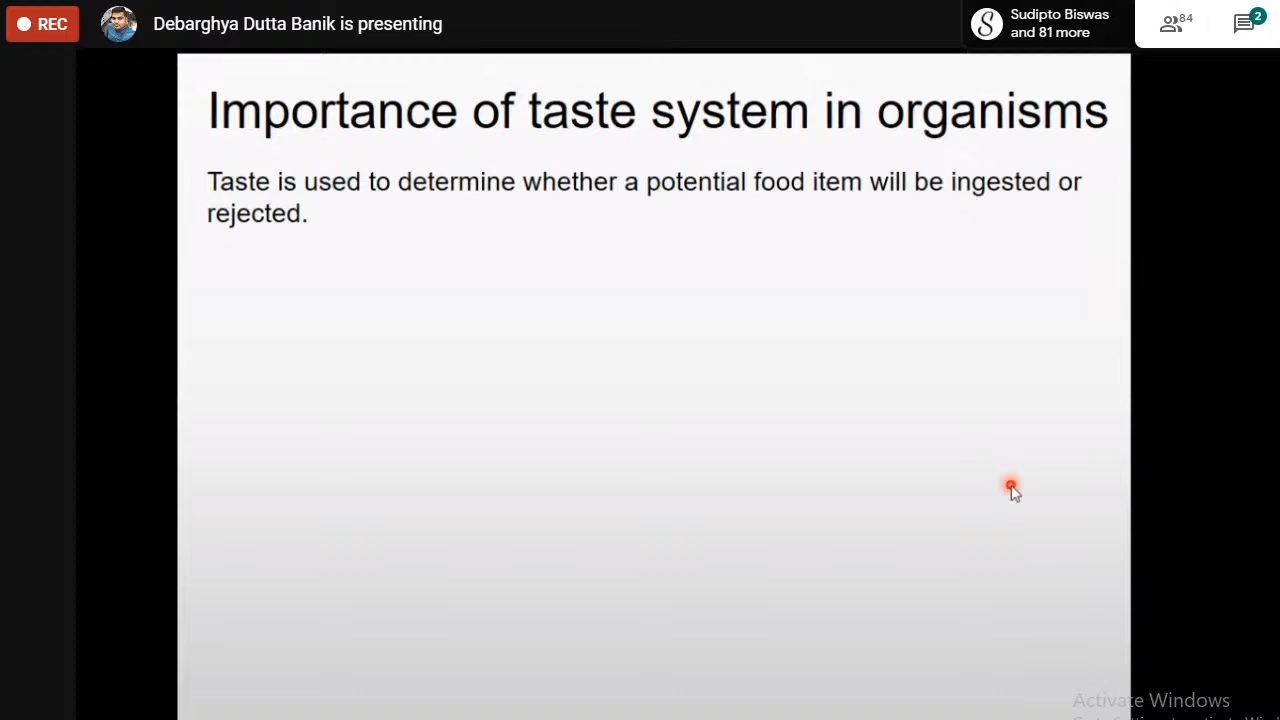 REC
Debarghya Dutta Banik is presenting
S
Sudipto Biswas
and 81 more
84
2
Importance of taste system in organisms
Taste is used to determine whether a potential food item will be ingested or
rejected.
Activate Windows